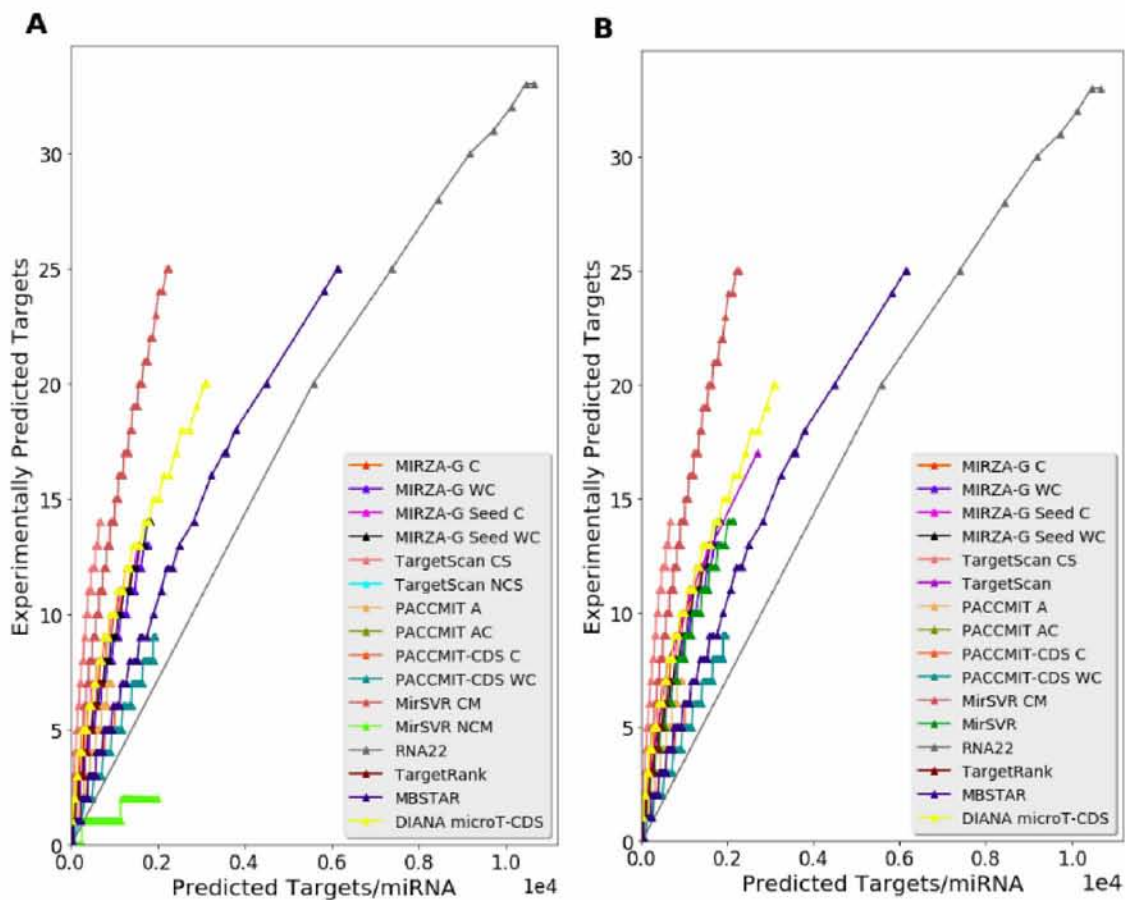 A
Experimentally Predicted Targets
30
25
20
15
10
5
0
MIRZA-G C
MIRZA-G WC
MIRZA-G Seed C
MIRZA-G Seed WC
TargetScan CS
TargetScan NCS
PACCMIT A
PACCMIT AC
PACCMIT-CDS C
PACCMIT-CDS WC
MirSVR CM
MirSVR NCM
RNA22
TargetRank
MBSTAR
DIANA microT-CDS
0.0 0.2 0.4 0.6 0.8 1.0
Predicted Targets/miRNA 1e4
B
Experimentally Predicted Targets
30
25
20
15
10
5
0
MIRZA-G C
MIRZA-G WC
MIRZA-G Seed C
MIRZA-G Seed WC
TargetScan CS
TargetScan
PACCMIT A
PACCMIT AC
PACCMIT-CDS C
PACCMIT-CDS WC
MirSVR CM
MirSVR
RNA22
TargetRank
MBSTAR
DIANA microT-CDS
0.0 0.2 0.4 0.6 0.8 1.0
Predicted Targets/miRNA 1e4